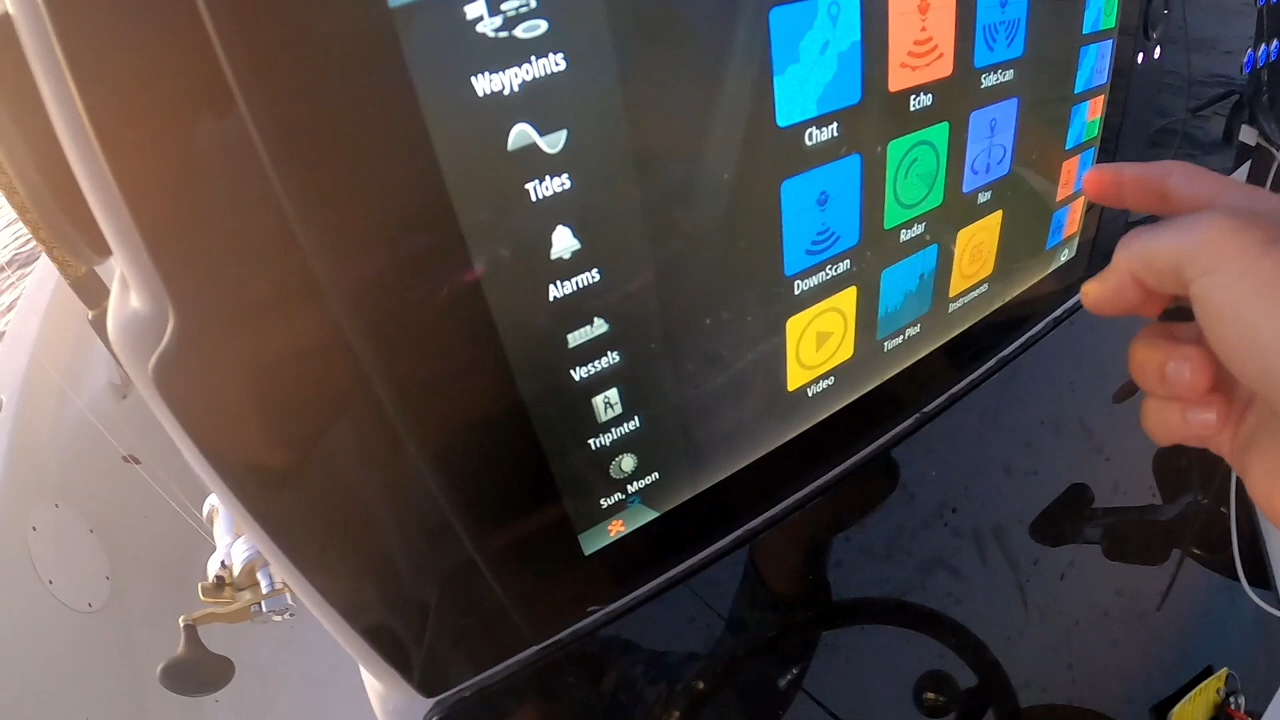 Waypoints
Tides
Alarms
Vessels
TripIntel
Sun, Moon
Chart
Echo
SideScan
DownScan
Radar
Nav
Video
Time Plot
Instruments